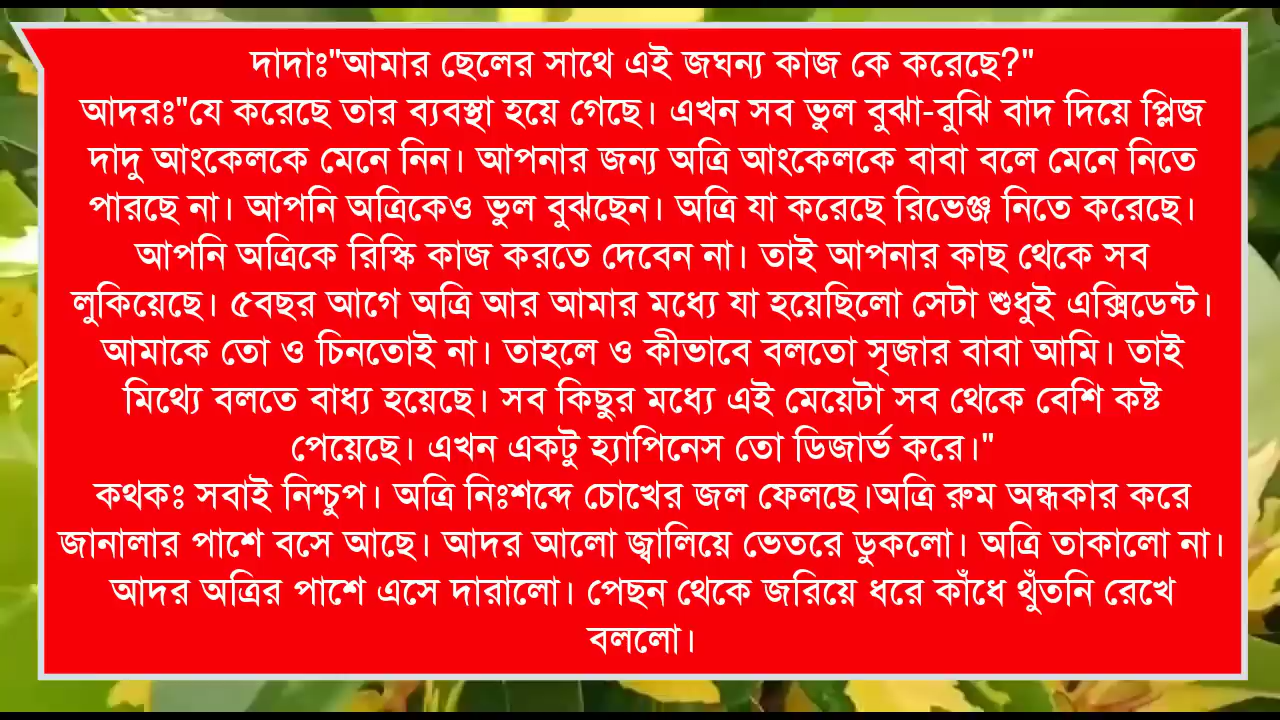 দাদাঃ"আমার ছেলের সাথে এই জঘন্য কাজ কে করেছে?"
আদরঃ"যে করেছে তার ব্যবস্থা হয়ে গেছে। এখন সব ভুল বুঝা-বুঝি বাদ দিয়ে প্লিজ
দাদু আংকেলকে মেনে নিন। আপনার জন্য অত্রি আংকেলকে বাবা বলে মেনে নিতে
পারছে না। আপনি অত্রিকেও ভুল বুঝছেন। অত্রি যা করেছে রিভেঞ্জ নিতে করেছে।
আপনি অত্রিকে রিস্কি কাজ করতে দেবেন না। তাই আপনার কাছ থেকে সব
লুকিয়েছে। ৫বছর আগে অত্রি আর আমার মধ্যে যা হয়েছিলো সেটা শুধুই এক্সিডেন্ট।
আমাকে তো ও চিনতোই না। তাহলে ও কীভাবে বলতো সৃজার বাবা আমি। তাই
মিথ্যে বলতে বাধ্য হয়েছে। সব কিছুর মধ্যে এই মেয়েটা সব থেকে বেশি কষ্ট
পেয়েছে। এখন একটু হ্যাপিনেস তো ডিজার্ভ করে।"
কথকঃ সবাই নিশ্চুপ। অত্রি নিঃশব্দে চোখের জল ফেলছে।অত্রি রুম অন্ধকার করে
জানালার পাশে বসে আছে। আদর আলো জ্বালিয়ে ভেতরে ডুকলো। অত্রি তাকালো না।
আদর অত্রির পাশে এসে দারালো। পেছন থেকে জরিয়ে ধরে কাঁধে থুঁতনি রেখে
বললো।